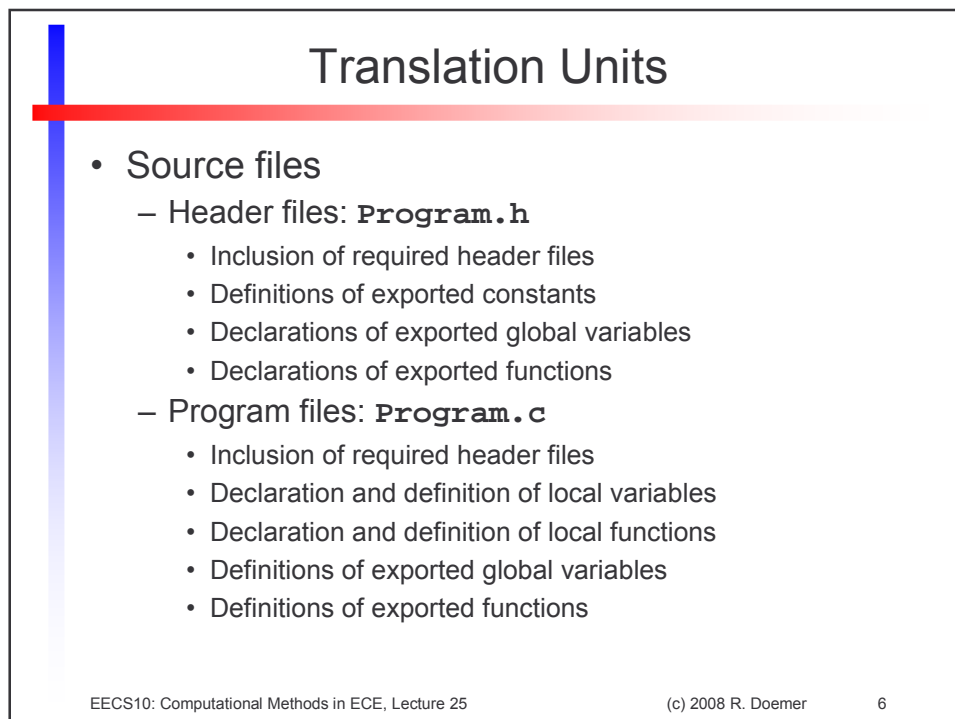 Translation Units
• Source files
– Header files: Program.h
• Inclusion of required header files
• Definitions of exported constants
• Declarations of exported global variables
• Declarations of exported functions
– Program files: Program.c
• Inclusion of required header files
• Declaration and definition of local variables
• Declaration and definition of local functions
• Definitions of exported global variables
• Definitions of exported functions
EECS10: Computational Methods in ECE, Lecture 25 (c) 2008 R. Doemer 6